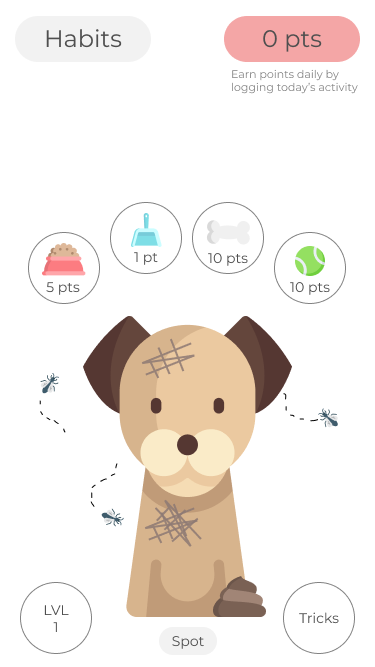 Habits
0 pts
Earn points daily by
logging today's activity
5 pts
1 pt
10 pts
10 pts
LVL
1
Tricks
Spot